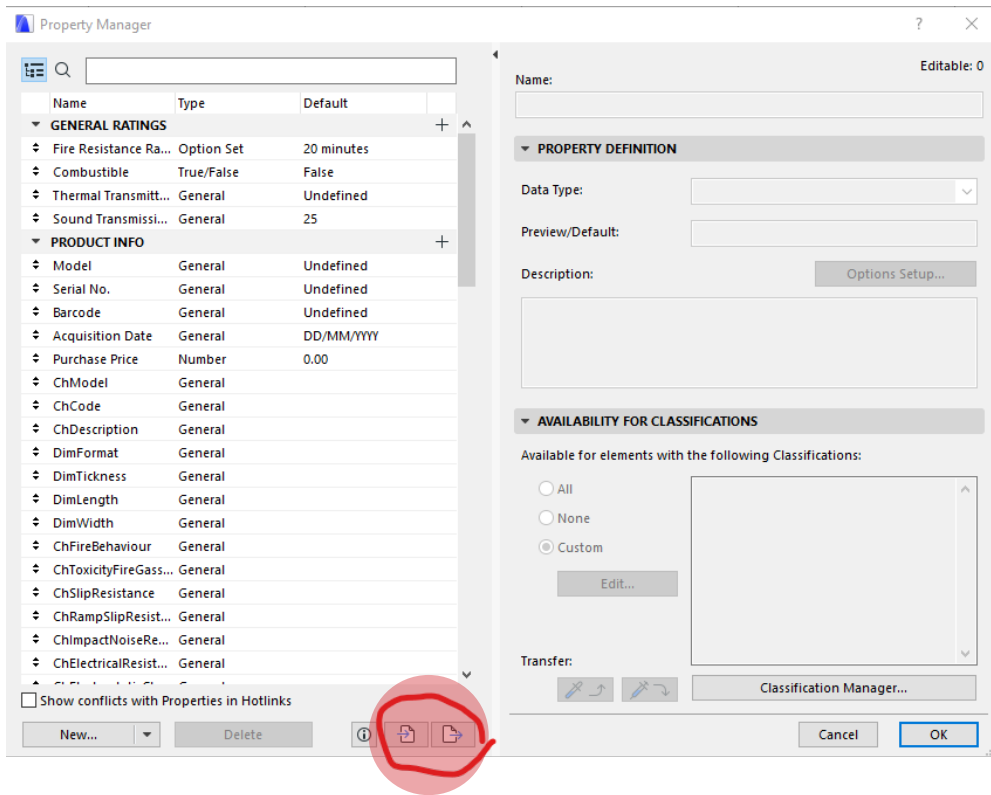 Property Manager
?
Editable: 0
Name:
Name Type Default
GENERAL RATINGS
Fire Resistance Ra... Option Set 20 minutes
Combustible True/False False
Thermal Transmitt... General Undefined
Sound Transmissi... General 25
PRODUCT INFO
Model General Undefined
Serial No. General Undefined
Barcode General Undefined
Acquisition Date General DD/MM/YYYY
Purchase Price Number 0.00
ChModel General
ChCode General
ChDescription General
DimFormat General
DimTickness General
DimLength General
DimWidth General
ChFireBehaviour General
ChToxicityFireGass... General
ChSlipResistance General
ChRampSlipResist... General
ChImpactNoiseRe... General
ChElectricalResist... General
Show conflicts with Properties in Hotlinks
New... Delete
PROPERTY DEFINITION
Data Type:
Preview/Default:
Description: Options Setup...
AVAILABILITY FOR CLASSIFICATIONS
Available for elements with the following Classifications:
All
None
Custom
Edit...
Transfer:
Classification Manager...
Cancel OK